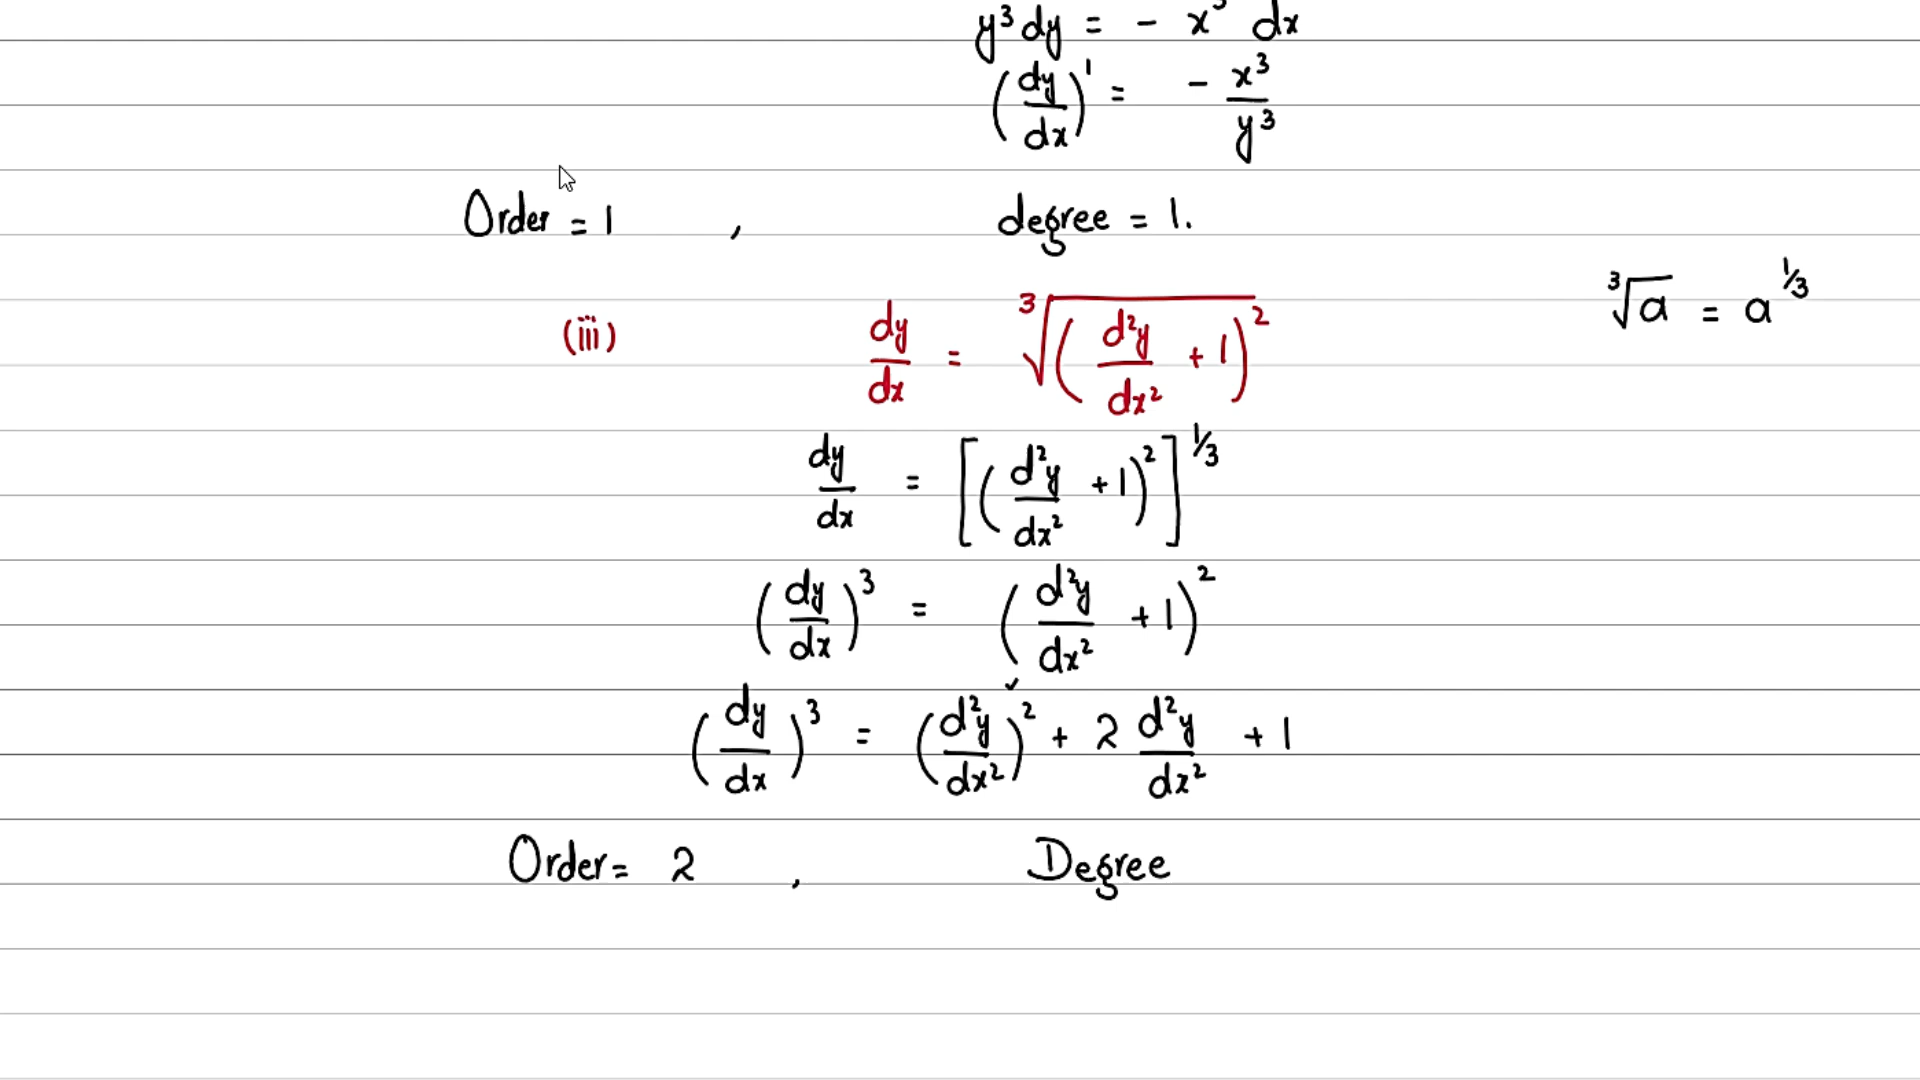 y³ dy = - x³ dx
(dy/dx)¹ = - x³/y³
Order = 1 , degree = 1.
(iii) dy/dx = ∛(d²y/dx² + 1)²
∛a = a^(1/3)
dy/dx = [(d²y/dx² + 1)²]^(1/3)
(dy/dx)³ = (d²y/dx² + 1)²
(dy/dx)³ = (d²y/dx²)² + 2 d²y/dx² + 1
Order = 2 , Degree